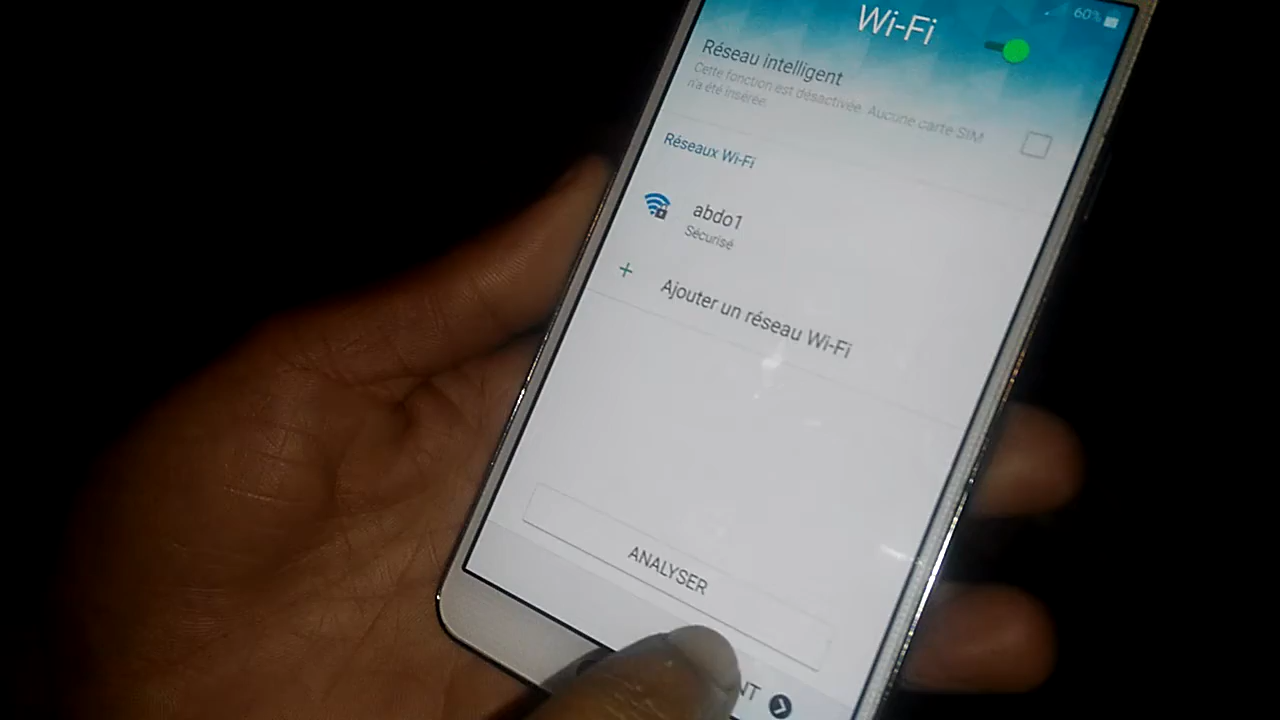 60%
Wi-Fi
Réseau intelligent
Cette fonction est désactivée. Aucune carte SIM
n'a été insérée.
Réseaux Wi-Fi
abdo1
Sécurisé
+ Ajouter un réseau Wi-Fi
ANALYSER
NT